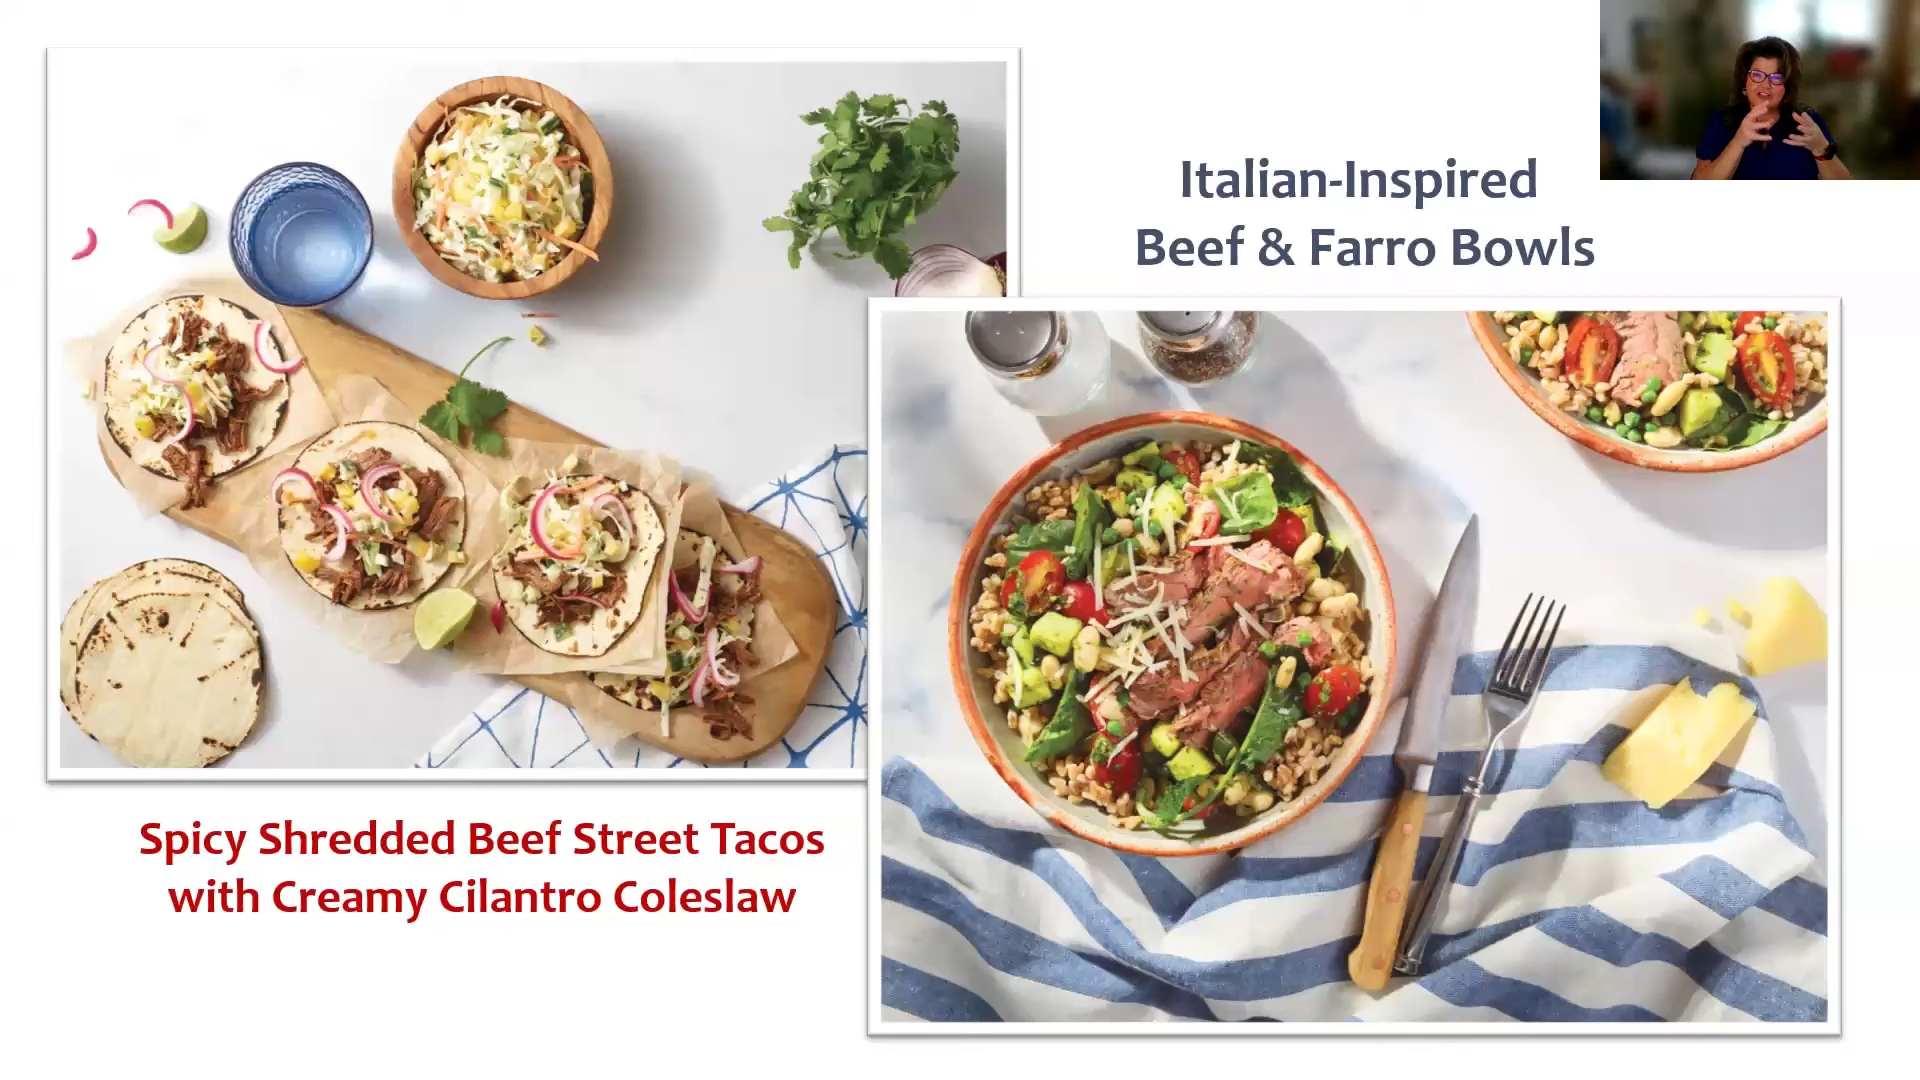 Italian-Inspired
Beef & Farro Bowls
Spicy Shredded Beef Street Tacos
with Creamy Cilantro Coleslaw